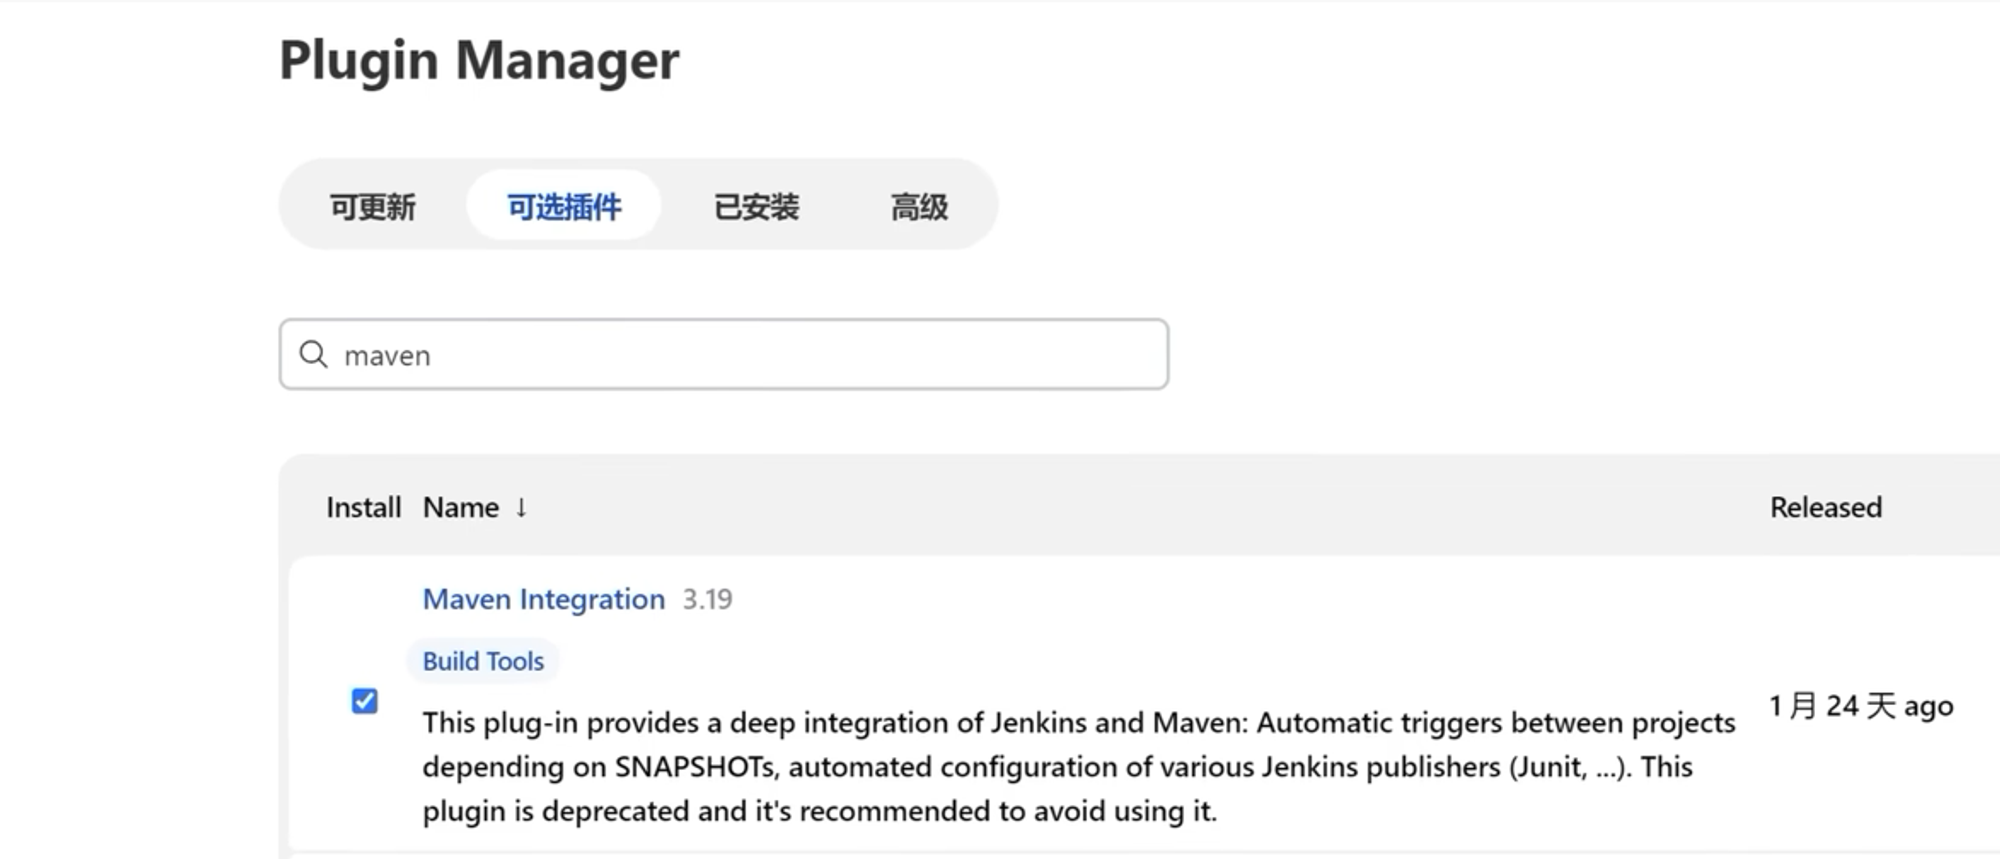 Plugin Manager
可更新 可选插件 已安装 高级
maven
Install Name ↓ Released
Maven Integration 3.19
Build Tools
This plug-in provides a deep integration of Jenkins and Maven: Automatic triggers between projects
depending on SNAPSHOTs, automated configuration of various Jenkins publishers (Junit, ...). This
plugin is deprecated and it's recommended to avoid using it.
1 月 24 天 ago